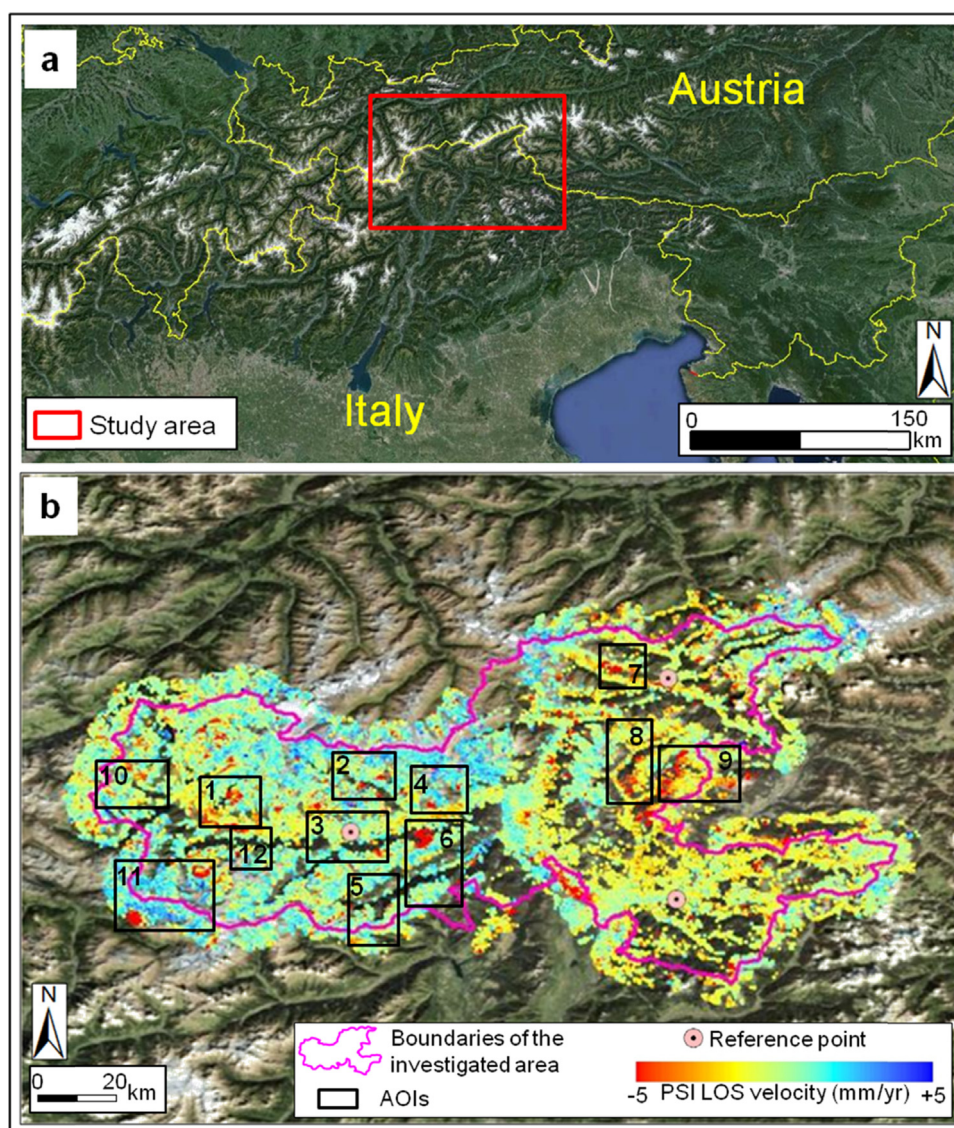 a
Austria
Italy
N
Study area
0 150
km
b
7
8
9
10
1
2
4
3
6
12
11
5
N
0 20
km
Boundaries of the
investigated area
AOIs
Reference point
-5 PSI LOS velocity (mm/yr) +5